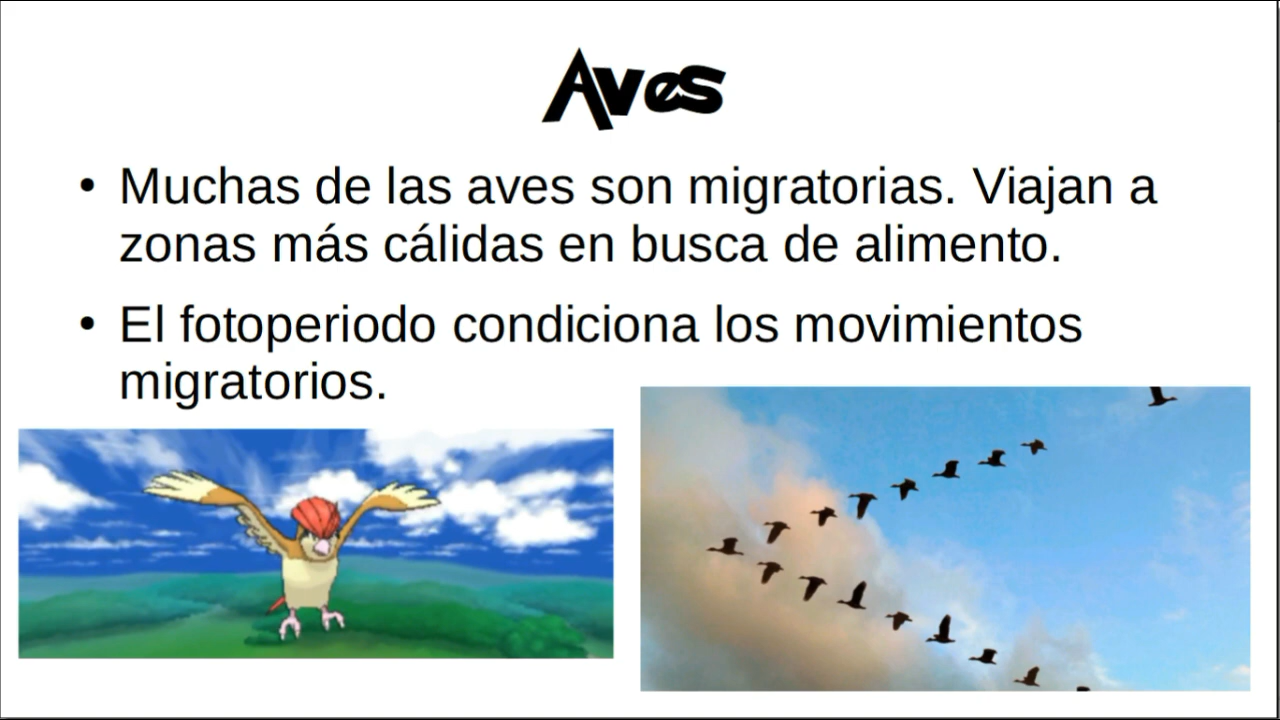 Aves
• Muchas de las aves son migratorias. Viajan a
zonas más cálidas en busca de alimento.
• El fotoperiodo condiciona los movimientos
migratorios.